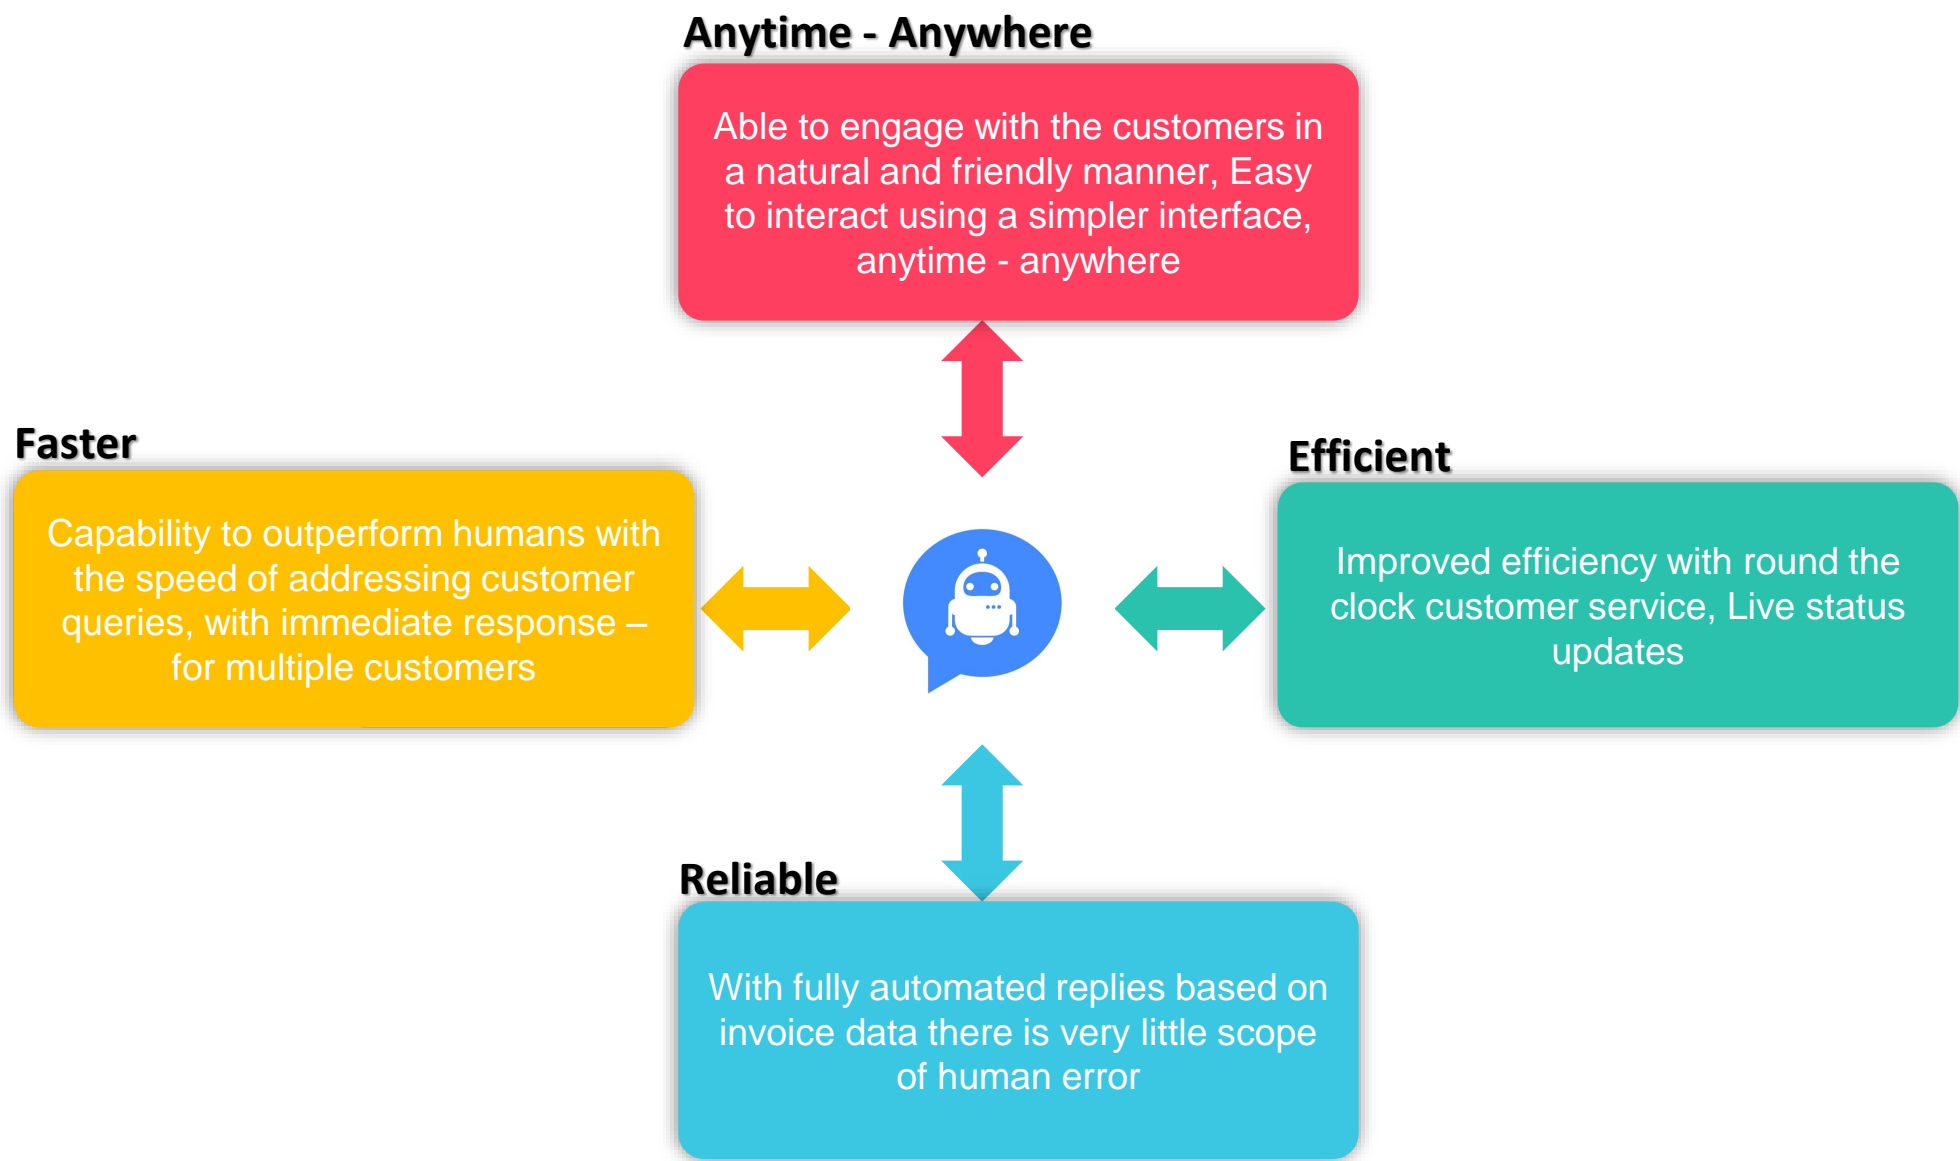 Anytime - Anywhere
Able to engage with the customers in
a natural and friendly manner, Easy
to interact using a simpler interface,
anytime - anywhere
Faster
Capability to outperform humans with
the speed of addressing customer
queries, with immediate response –
for multiple customers
Efficient
Improved efficiency with round the
clock customer service, Live status
updates
Reliable
With fully automated replies based on
invoice data there is very little scope
of human error